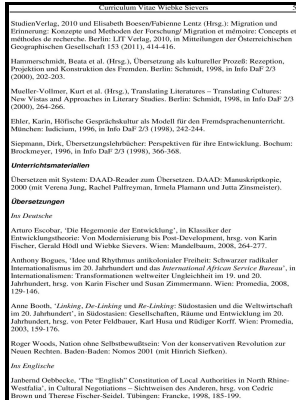 Curriculum Vitae Wiebke Sievers 5
StudienVerlag, 2010 und Elisabeth Boesen/Fabienne Lentz (Hrsg.): Migration und
Erinnerung: Konzepte und Methoden der Forschung/ Migration et mémoire: Concepts et
méthodes de recherche. Berlin: LIT Verlag, 2010, in Mitteilungen der Österreichischen
Geographischen Gesellschaft 153 (2011), 414-416.
Hammerschmidt, Beata et al. (Hrsg.), Übersetzung als kultureller Prozeß: Rezeption,
Projektion und Konstruktion des Fremden. Berlin: Schmidt, 1998, in Info DaF 2/3
(2000), 202-203.
Mueller-Vollmer, Kurt et al. (Hrsg.), Translating Literatures – Translating Cultures:
New Vistas and Approaches in Literary Studies. Berlin: Schmidt, 1998, in Info DaF 2/3
(2000), 264-266.
Ehler, Karin, Höfische Gesprächskultur als Modell für den Fremdsprachenunterricht.
München: Iudicium, 1996, in Info DaF 2/3 (1998), 242-244.
Siepmann, Dirk, Übersetzungslehrbücher: Perspektiven für ihre Entwicklung. Bochum:
Brockmeyer, 1996, in Info DaF 2/3 (1998), 366-368.
Unterrichtsmaterialien
Übersetzen mit System: DAAD-Reader zum Übersetzen. DAAD: Manuskriptkopie,
2000 (mit Verena Jung, Rachel Palfreyman, Irmela Plamann und Jutta Zinsmeister).
Übersetzungen
Ins Deutsche
Arturo Escobar, 'Die Hegemonie der Entwicklung', in Klassiker der
Entwicklungstheorie: Von Modernisierung bis Post-Development, hrsg. von Karin
Fischer, Gerald Hödl und Wiebke Sievers. Wien: Mandelbaum, 2008, 264-277.
Anthony Bogues, 'Idee und Rhythmus antikolonialer Freiheit: Schwarzer radikaler
Internationalismus im 20. Jahrhundert und das International African Service Bureau', in
Internationalismen: Transformationen weltweiter Ungleichheit im 19. und 20.
Jahrhundert, hrsg. von Karin Fischer und Susan Zimmermann. Wien: Promedia, 2008,
129-146.
Anne Booth, 'Linking, De-Linking und Re-Linking: Südostasien und die Weltwirtschaft
im 20. Jahrhundert', in Südostasien: Gesellschaften, Räume und Entwicklung im 20.
Jahrhundert, hrsg. von Peter Feldbauer, Karl Husa und Rüdiger Korff. Wien: Promedia,
2003, 159-176.
Roger Woods, Nation ohne Selbstbewußtsein: Von der konservativen Revolution zur
Neuen Rechten. Baden-Baden: Nomos 2001 (mit Hinrich Siefken).
Ins Englische
Janbernd Oebbecke, 'The "English" Constitution of Local Authorities in North Rhine-
Westfalia', in Cultural Negotiations – Sichtweisen des Anderen, hrsg. von Cedric
Brown und Therese Fischer-Seidel. Tübingen: Francke, 1998, 185-199.